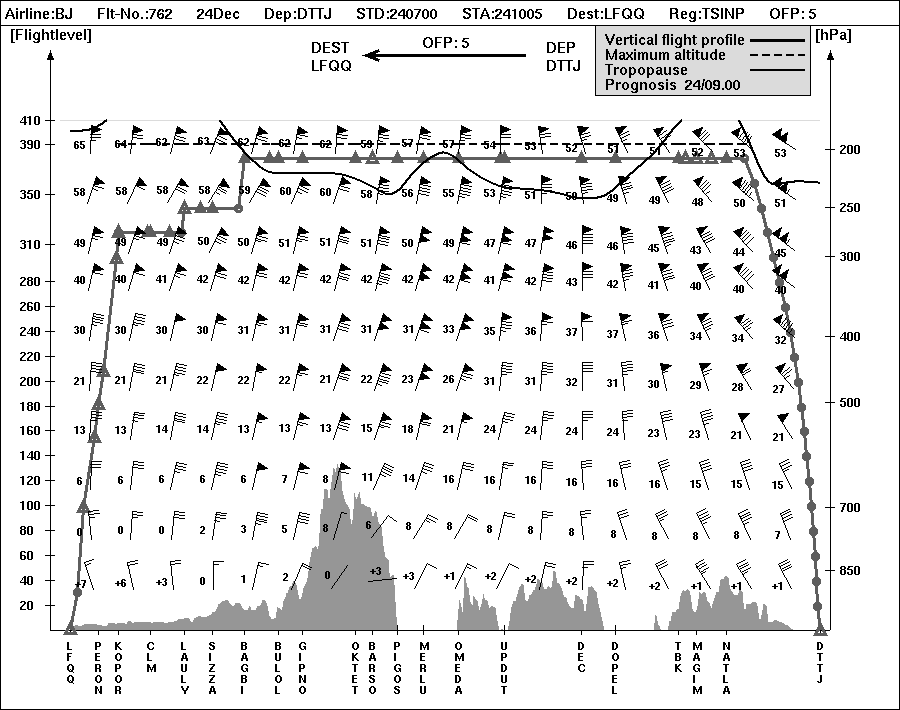 Airline:BJ Flt-No.:762 24Dec Dep:DTTJ STD:240700 STA:241005 Dest:LFQQ Reg:TSINP OFP: 5
[Flightlevel] [hPa]
DEST OFP: 5 DEP
LFQQ DTTJ
Vertical flight profile
Maximum altitude
Tropopause
Prognosis 24/09.00
410
65 64 62 63 62 62 62 59 57 57 54 53 52 51 51 52 53 53
390
200
350
58 58 58 58 59 60 60 58 56 55 53 51 50 49 49 48 50 51
250
310
49 49 49 50 50 51 51 51 50 49 47 47 46 46 45 43 44 45
300
280
40 40 41 42 42 42 42 42 42 42 41 42 43 42 41 40 40 40
260
240
30 30 30 30 31 31 31 31 31 33 35 36 37 37 36 34 34 32
400
220
200
21 21 21 22 22 22 21 22 23 26 31 31 32 31 30 29 28 27
180
500
160
13 13 14 14 13 13 13 15 18 21 24 24 24 24 23 23 21 21
140
120
6 6 6 6 6 7 8 11 14 16 16 16 16 16 16 15 15 15
100
700
80
0 0 0 2 3 5 8 6 8 8 8 8 8 8 8 8 8 7
60
850
40
+7 +6 +3 0 1 2 0 +3 +3 +1 +2 +2 +2 +2 +2 +1 +1 +1
20
LFQQ
PERON
KOPOR
CLM
LAULY
SIZZA
BAGBI
BULOL
GIPNO
OKTET
BARSO
PIGOS
MERLU
OMEDA
UPDUT
DEC
DOPEL
TBK
MAGIM
NATLA
DTTJ